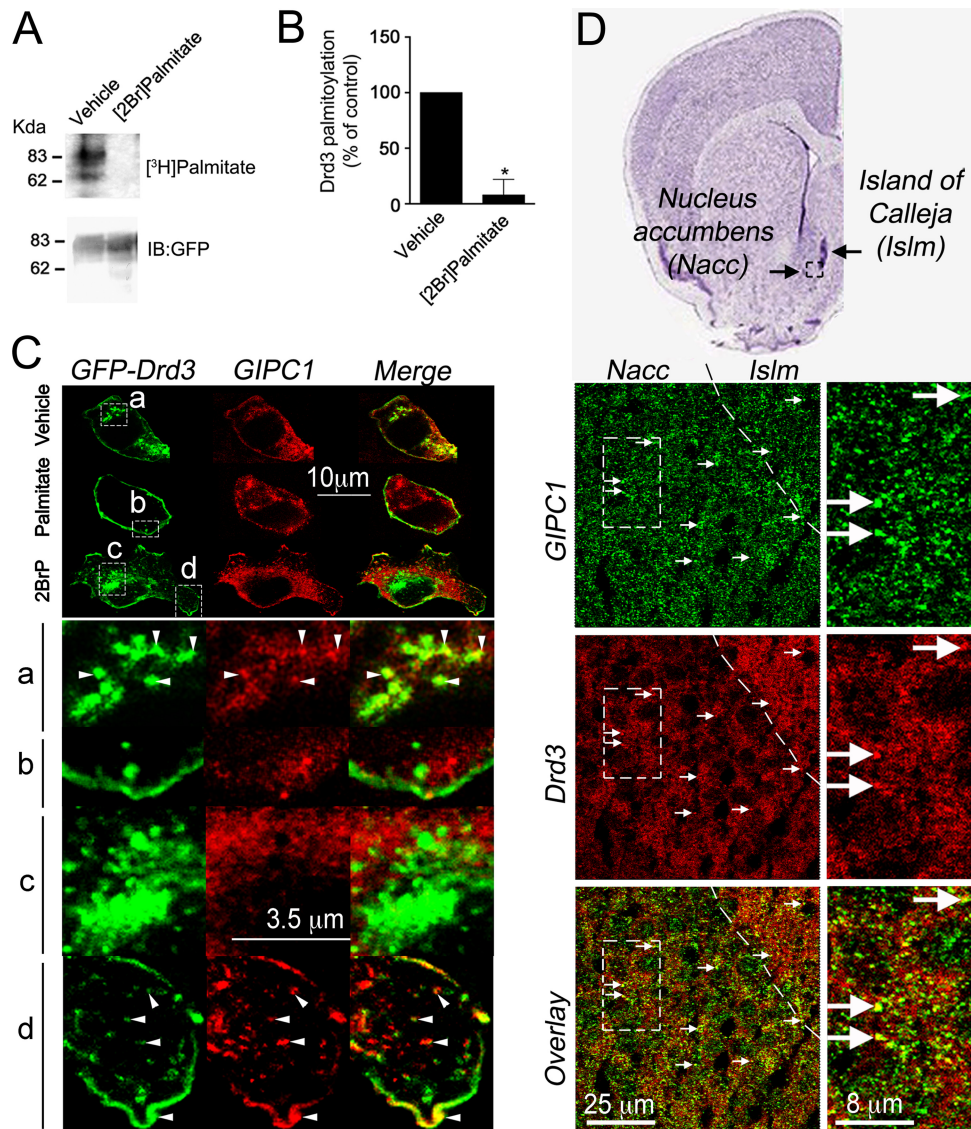 A
Vehicle
[2Br]Palmitate
Kda
83
62
[³H]Palmitate
83
62
IB:GFP
B
Drd3 palmitoylation
(% of control)
150
100
50
0
*
Vehicle
[2Br]Palmitate
C
GFP-Drd3
GIPC1
Merge
Vehicle
a
Palmitate
10μm
b
2BrP
c
d
a
b
c
3.5 μm
d
D
Nucleus
accumbens
(Nacc)
Island of
Calleja
(Islm)
Nacc
Islm
GIPC1
Drd3
Overlay
25 μm
8 μm